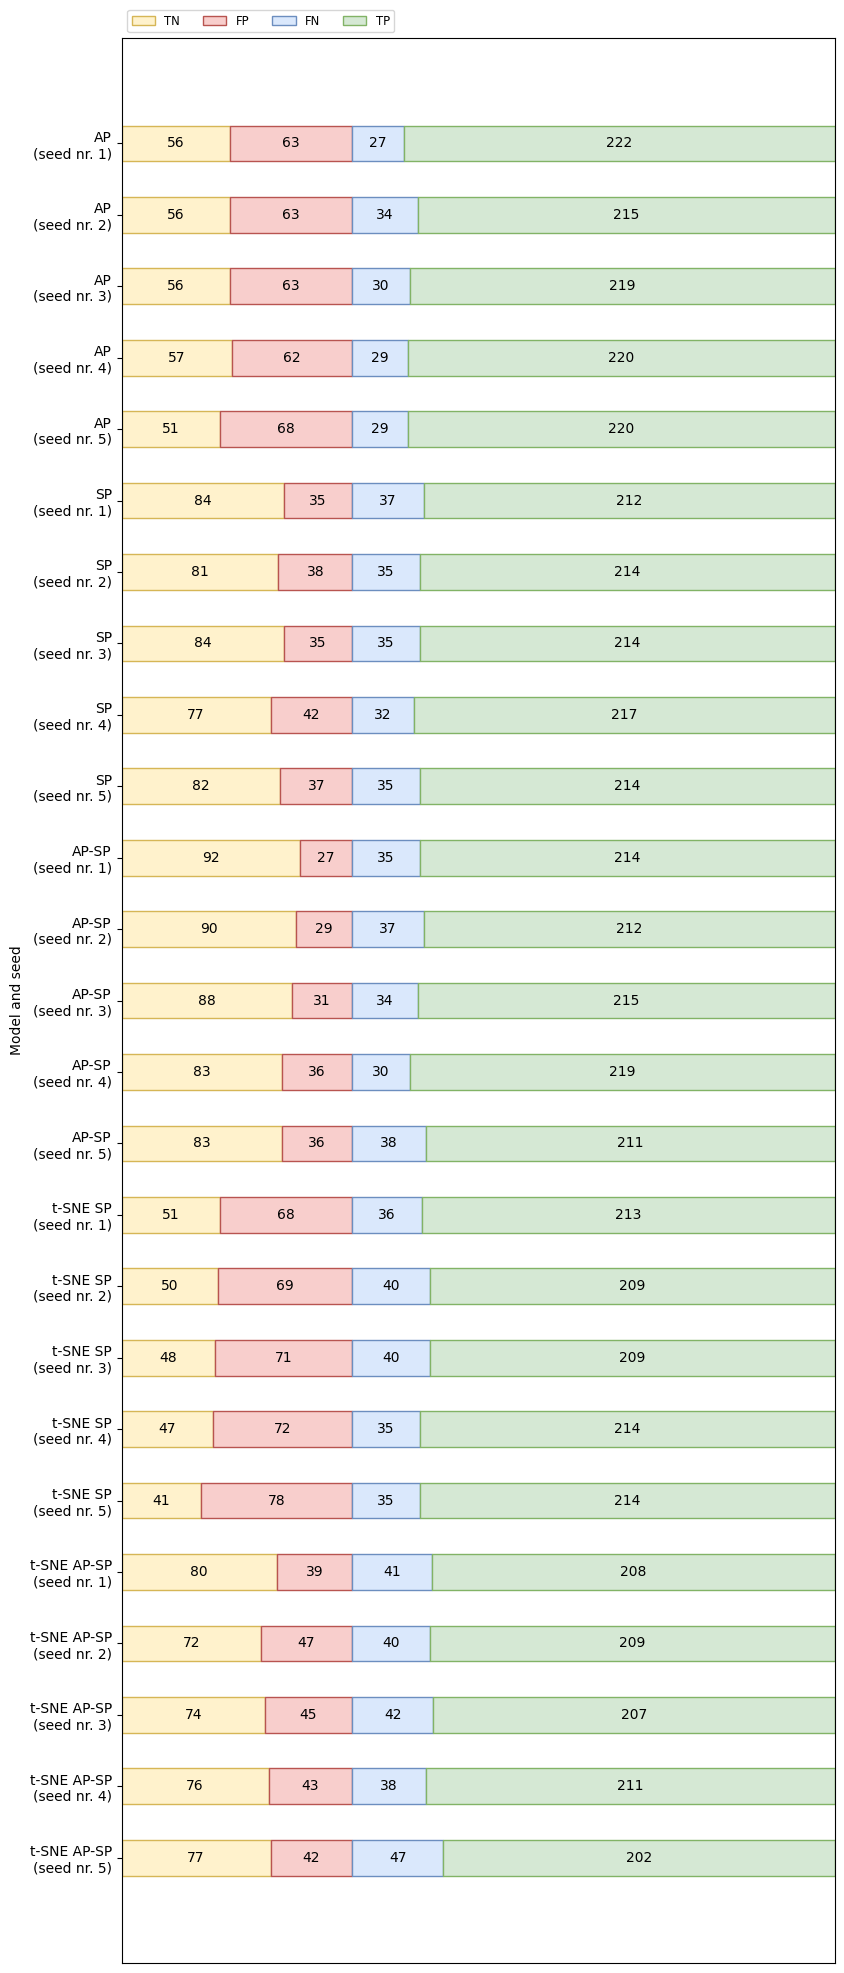 TN FP FN TP
AP
(seed nr. 1)
56 63 27 222
AP
(seed nr. 2)
56 63 34 215
AP
(seed nr. 3)
56 63 30 219
AP
(seed nr. 4)
57 62 29 220
AP
(seed nr. 5)
51 68 29 220
SP
(seed nr. 1)
84 35 37 212
SP
(seed nr. 2)
81 38 35 214
SP
(seed nr. 3)
84 35 35 214
SP
(seed nr. 4)
77 42 32 217
SP
(seed nr. 5)
82 37 35 214
AP-SP
(seed nr. 1)
92 27 35 214
AP-SP
(seed nr. 2)
90 29 37 212
Model and seed
AP-SP
(seed nr. 3)
88 31 34 215
AP-SP
(seed nr. 4)
83 36 30 219
AP-SP
(seed nr. 5)
83 36 38 211
t-SNE SP
(seed nr. 1)
51 68 36 213
t-SNE SP
(seed nr. 2)
50 69 40 209
t-SNE SP
(seed nr. 3)
48 71 40 209
t-SNE SP
(seed nr. 4)
47 72 35 214
t-SNE SP
(seed nr. 5)
41 78 35 214
t-SNE AP-SP
(seed nr. 1)
80 39 41 208
t-SNE AP-SP
(seed nr. 2)
72 47 40 209
t-SNE AP-SP
(seed nr. 3)
74 45 42 207
t-SNE AP-SP
(seed nr. 4)
76 43 38 211
t-SNE AP-SP
(seed nr. 5)
77 42 47 202